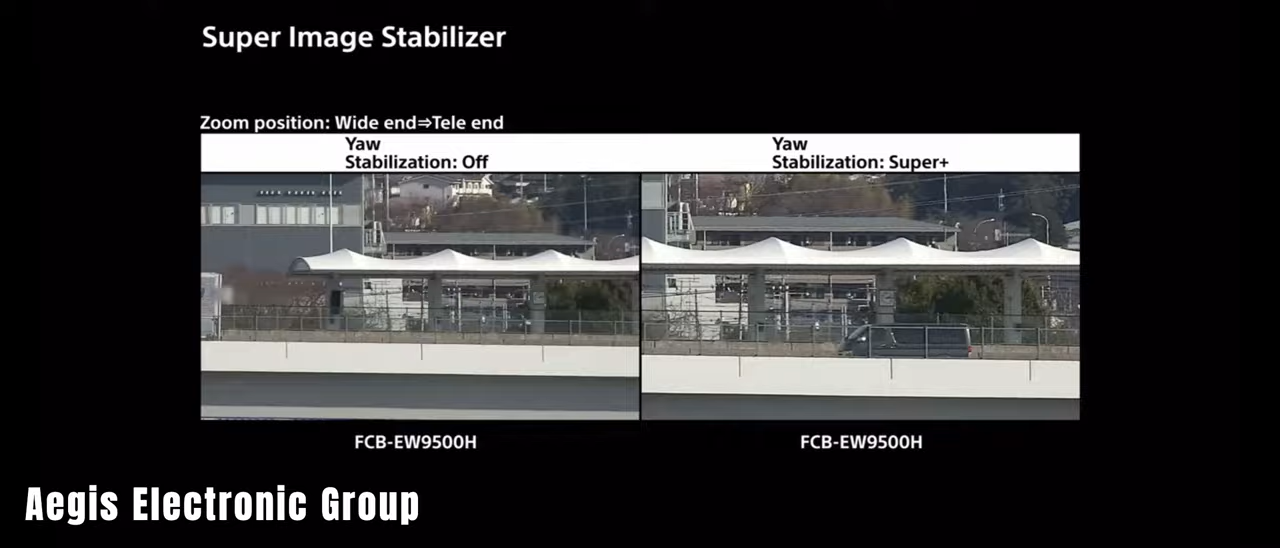 Super Image Stabilizer
Zoom position: Wide end⇒Tele end
Yaw
Stabilization: Off
Yaw
Stabilization: Super+
FCB-EW9500H
FCB-EW9500H
Aegis Electronic Group